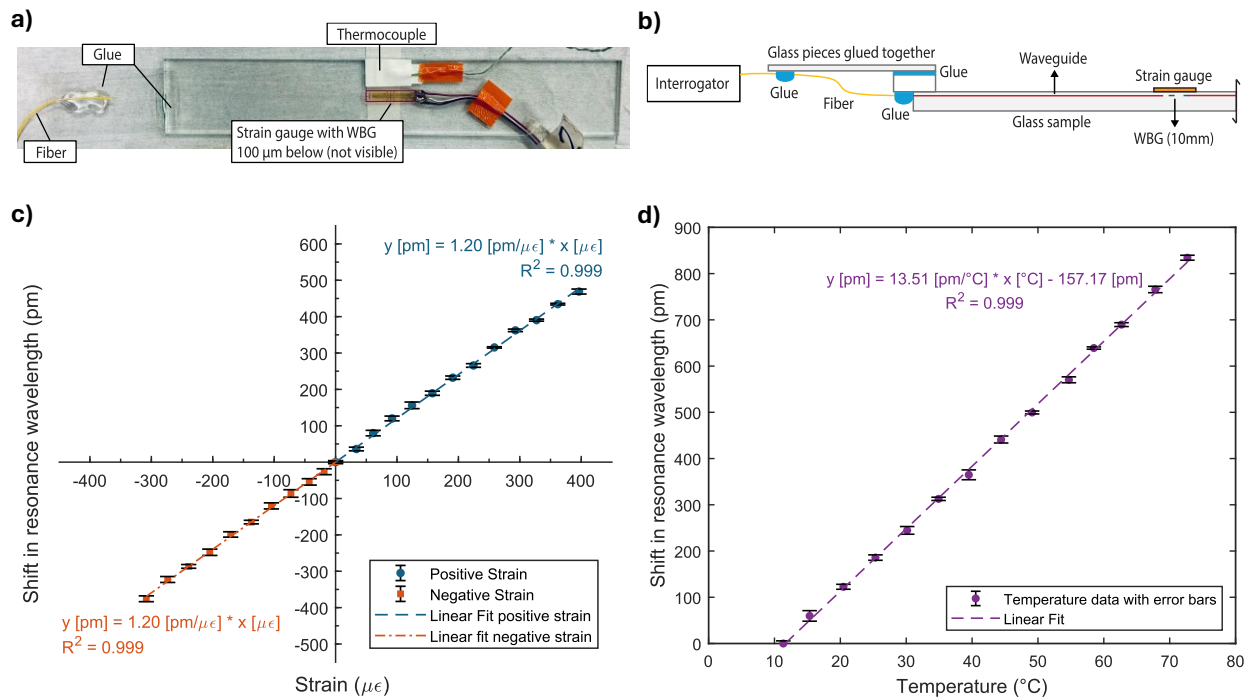 a)
Thermocouple
Glue
Fiber
Strain gauge with WBG
100 μm below (not visible)
b)
Interrogator
Glass pieces glued together
Glue
Fiber
Glue
Glue
Waveguide
Strain gauge
Glass sample
WBG (10mm)
c)
Shift in resonance wavelength (pm)
y [pm] = 1.20 [pm/με] * x [με]
R² = 0.999
600
500
400
300
200
100
-400 -300 -200 -100 100 200 300 400
-100
-200
-300
-400
-500
y [pm] = 1.20 [pm/με] * x [με]
R² = 0.999
Positive Strain
Negative Strain
Linear Fit positive strain
Linear fit negative strain
Strain (με)
d)
Shift in resonance wavelength (pm)
900
800
700
600
500
400
300
200
100
0
y [pm] = 13.51 [pm/°C] * x [°C] - 157.17 [pm]
R² = 0.999
Temperature data with error bars
Linear Fit
0 10 20 30 40 50 60 70 80
Temperature (°C)